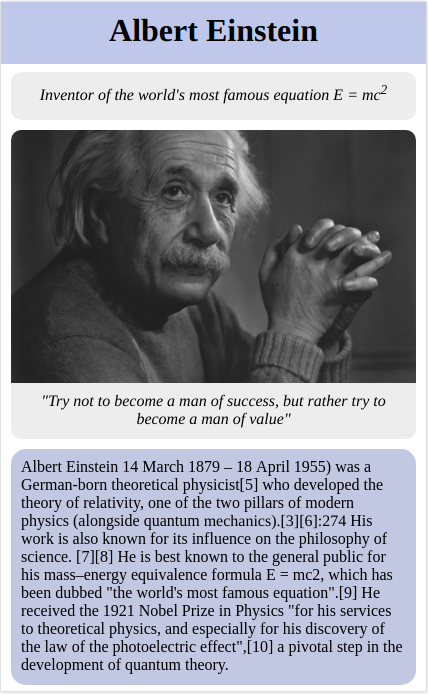 Albert Einstein
Inventor of the world's most famous equation E = mc²
"Try not to become a man of success, but rather try to
become a man of value"
Albert Einstein 14 March 1879 – 18 April 1955) was a
German-born theoretical physicist[5] who developed the
theory of relativity, one of the two pillars of modern
physics (alongside quantum mechanics).[3][6]:274 His
work is also known for its influence on the philosophy of
science. [7][8] He is best known to the general public for
his mass–energy equivalence formula E = mc2, which has
been dubbed "the world's most famous equation".[9] He
received the 1921 Nobel Prize in Physics "for his services
to theoretical physics, and especially for his discovery of
the law of the photoelectric effect",[10] a pivotal step in the
development of quantum theory.